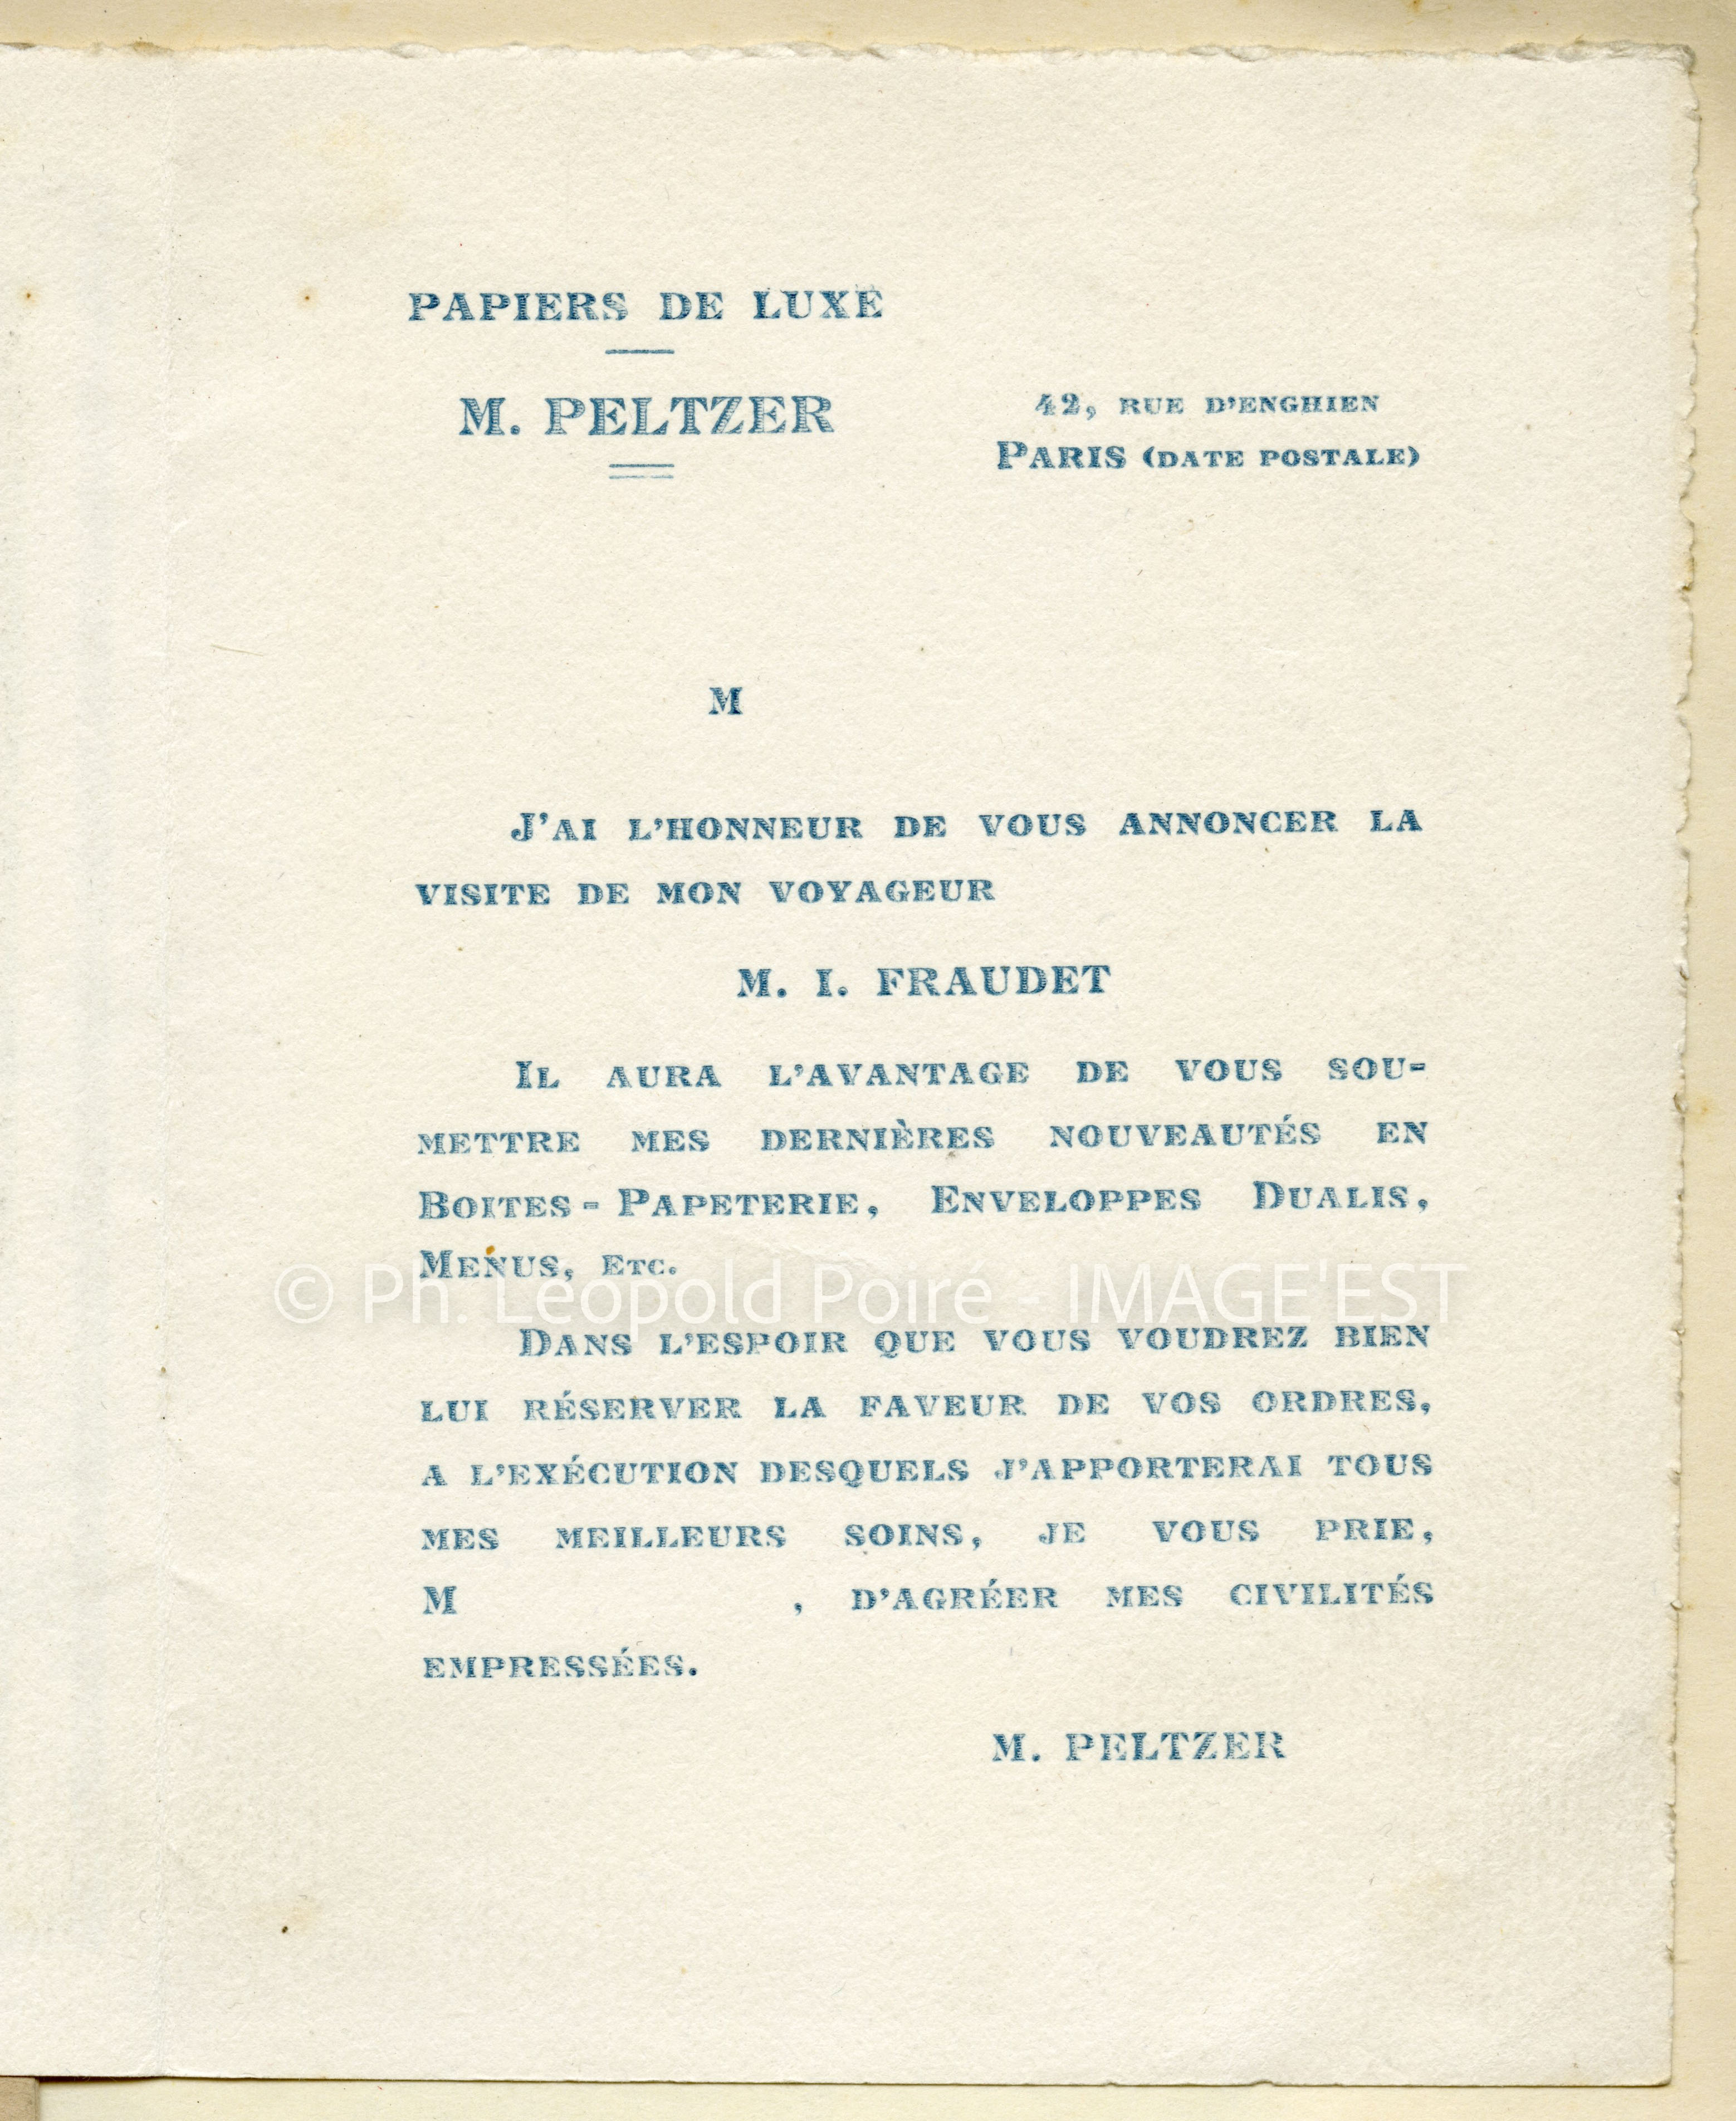 PAPIERS DE LUXE
M. PELTZER
42, RUE D'ENGHIEN
PARIS (DATE POSTALE)
M
J'AI L'HONNEUR DE VOUS ANNONCER LA
VISITE DE MON VOYAGEUR
M. I. FRAUDET
IL AURA L'AVANTAGE DE VOUS SOU-
METTRE MES DERNIÈRES NOUVEAUTÉS EN
BOITES-PAPETERIE, ENVELOPPES DUALIS,
MENUS, ETC.
© Ph. Léopold Poiré - IMAGE'EST
DANS L'ESPOIR QUE VOUS VOUDREZ BIEN
LUI RÉSERVER LA FAVEUR DE VOS ORDRES,
A L'EXÉCUTION DESQUELS J'APPORTERAI TOUS
MES MEILLEURS SOINS, JE VOUS PRIE,
M , D'AGRÉER MES CIVILITÉS
EMPRESSÉES.
M. PELTZER